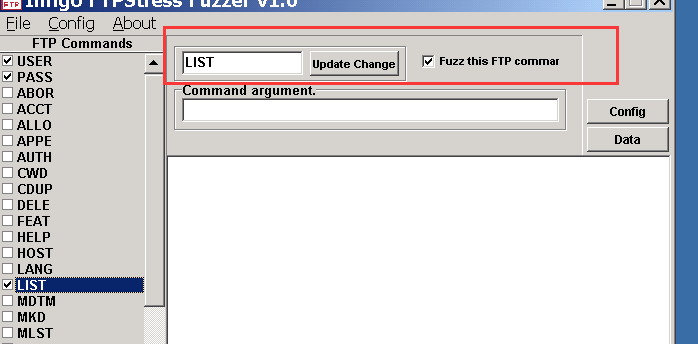 FTPStress Fuzzer v1.0
File Config About
FTP Commands
USER
PASS
ABOR
ACCT
ALLO
APPE
AUTH
CWD
CDUP
DELE
FEAT
HELP
HOST
LANG
LIST
MDTM
MKD
MLST
LIST
Update Change
Fuzz this FTP commar
Command argument.
Config
Data